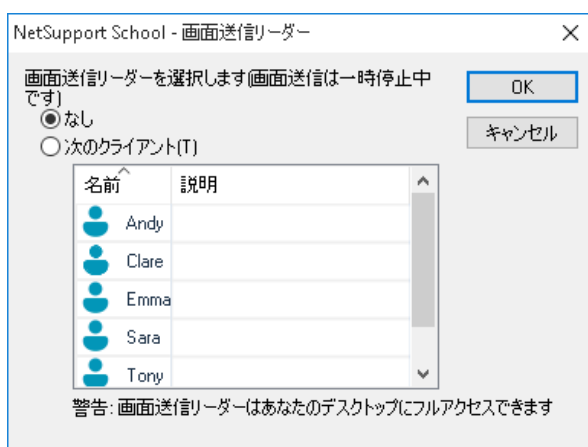 NetSupport School - 画面送信リーダー
画面送信リーダーを選択します(画面送信は一時停止中
です)
なし
次のクライアント(T)
OK
キャンセル
名前 説明
Andy
Clare
Emma
Sara
Tony
警告: 画面送信リーダーはあなたのデスクトップにフルアクセスできます